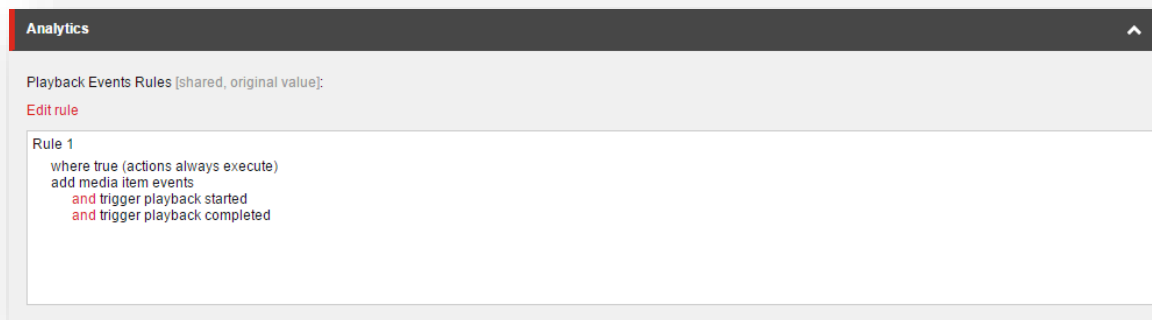 Analytics
Playback Events Rules [shared, original value]:
Edit rule
Rule 1
where true (actions always execute)
add media item events
and trigger playback started
and trigger playback completed